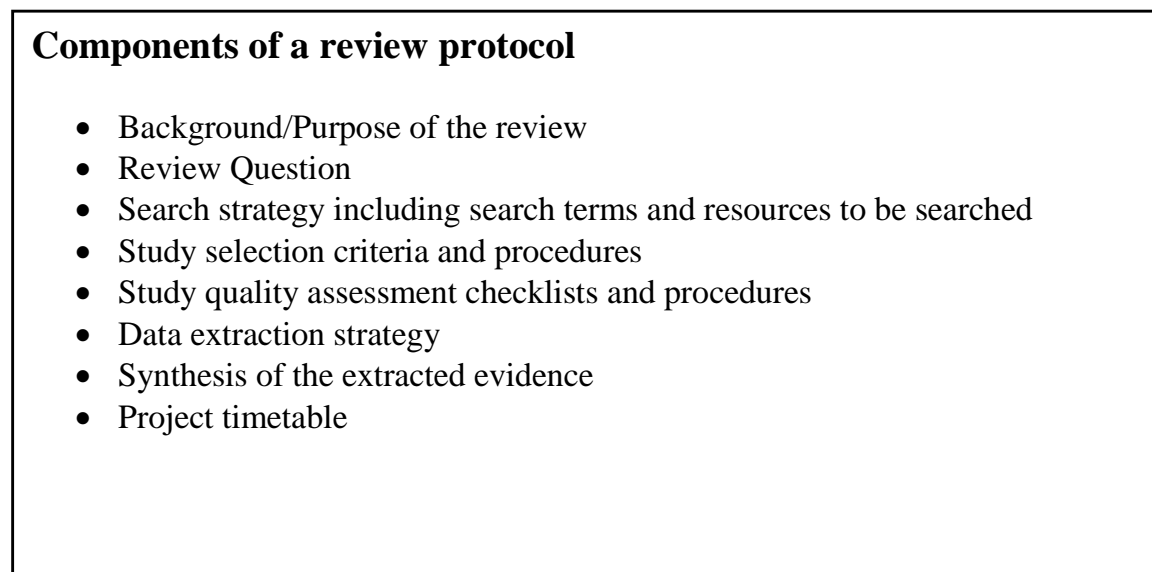 Components of a review protocol
• Background/Purpose of the review
• Review Question
• Search strategy including search terms and resources to be searched
• Study selection criteria and procedures
• Study quality assessment checklists and procedures
• Data extraction strategy
• Synthesis of the extracted evidence
• Project timetable